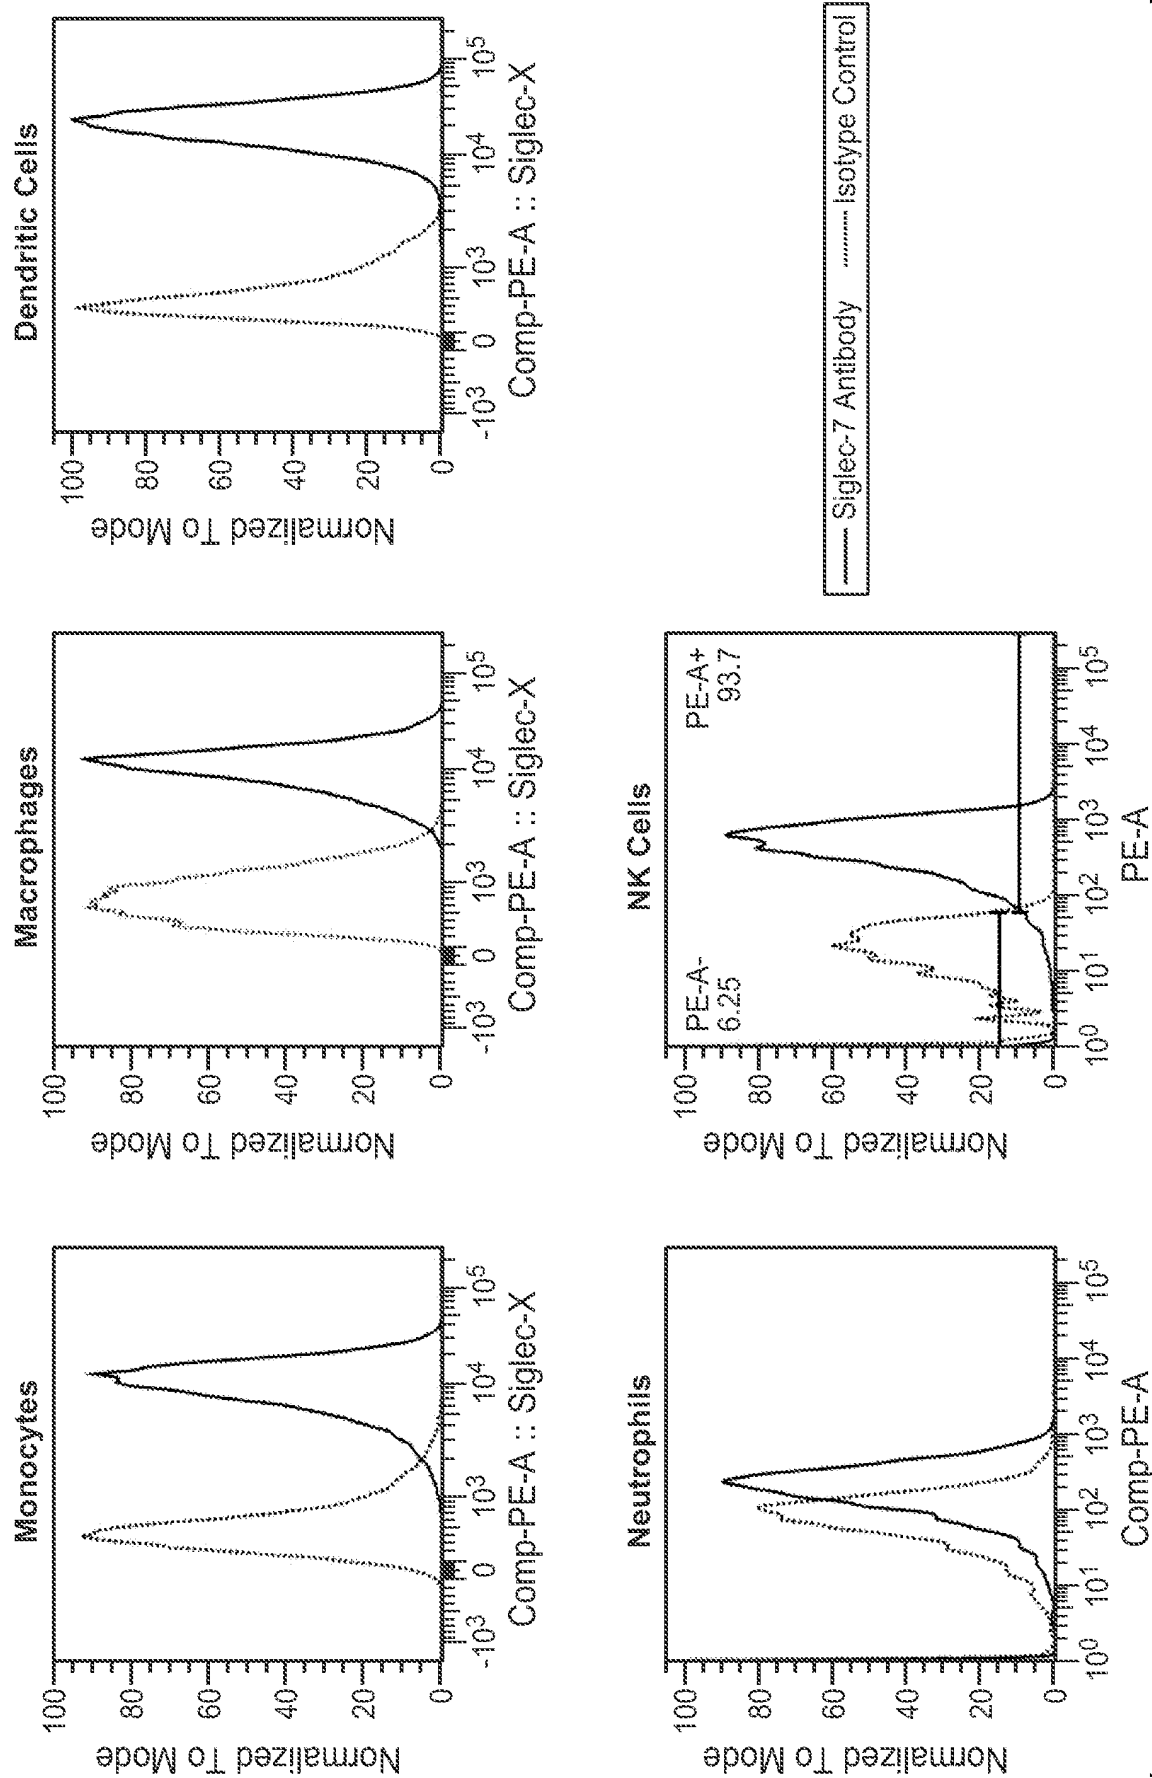 Monocytes
Normalized To Mode
100
80
60
40
20
0
-10³ 0 10³ 10⁴ 10⁵
Comp-PE-A :: Siglec-X
Macrophages
Normalized To Mode
100
80
60
40
20
0
-10³ 0 10³ 10⁴ 10⁵
Comp-PE-A :: Siglec-X
Dendritic Cells
Normalized To Mode
100
80
60
40
20
0
-10³ 0 10³ 10⁴ 10⁵
Comp-PE-A :: Siglec-X
Neutrophils
Normalized To Mode
100
80
60
40
20
0
10⁰ 10¹ 10² 10³ 10⁴ 10⁵
Comp-PE-A
NK Cells
Normalized To Mode
100
80
60
40
20
0
PE-A- PE-A+
6.25 93.7
10⁰ 10¹ 10² 10³ 10⁴ 10⁵
PE-A
Siglec-7 Antibody Isotype Control